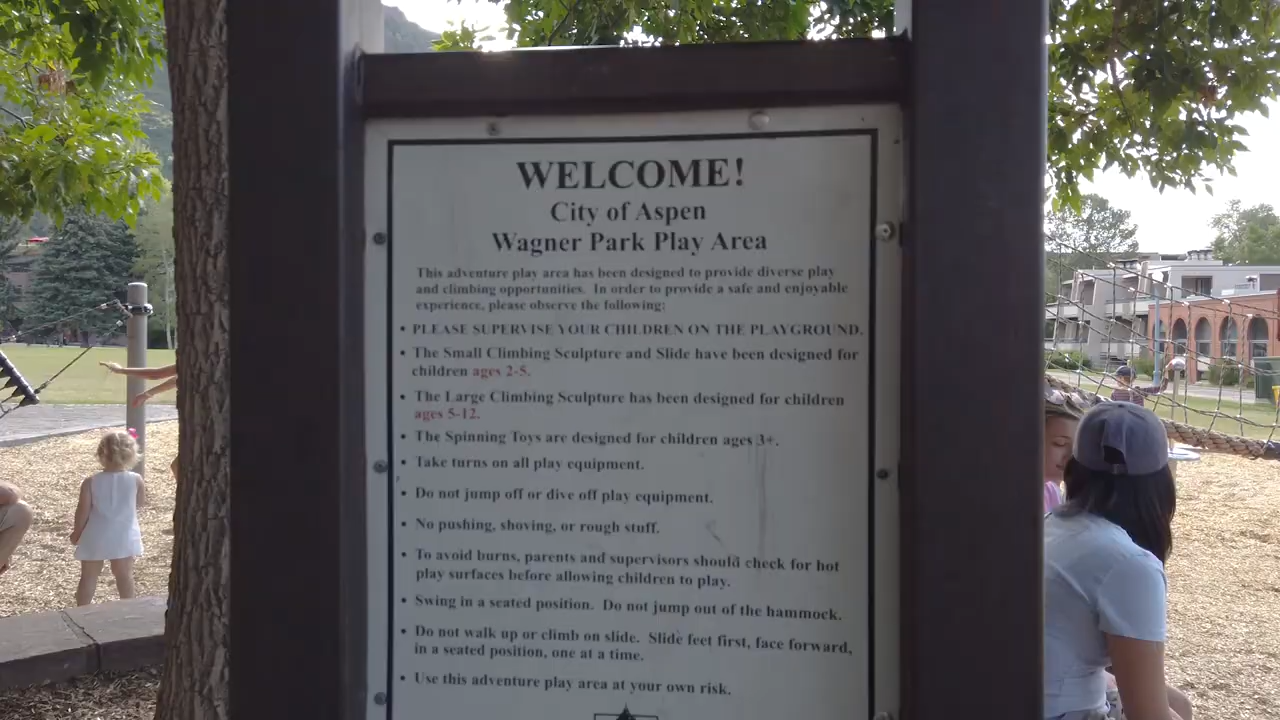 WELCOME!
City of Aspen
Wagner Park Play Area
This adventure play area has been designed to provide diverse play
and climbing opportunities. In order to provide a safe and enjoyable
experience, please observe the following:
• PLEASE SUPERVISE YOUR CHILDREN ON THE PLAYGROUND.
• The Small Climbing Sculpture and Slide have been designed for
children ages 2-5.
• The Large Climbing Sculpture has been designed for children
ages 5-12.
• The Spinning Toys are designed for children ages 3+.
• Take turns on all play equipment.
• Do not jump off or dive off play equipment.
• No pushing, shoving, or rough stuff.
• To avoid burns, parents and supervisors should check for hot
play surfaces before allowing children to play.
• Swing in a seated position. Do not jump out of the hammock.
• Do not walk up or climb on slide. Slide feet first, face forward,
in a seated position, one at a time.
• Use this adventure play area at your own risk.